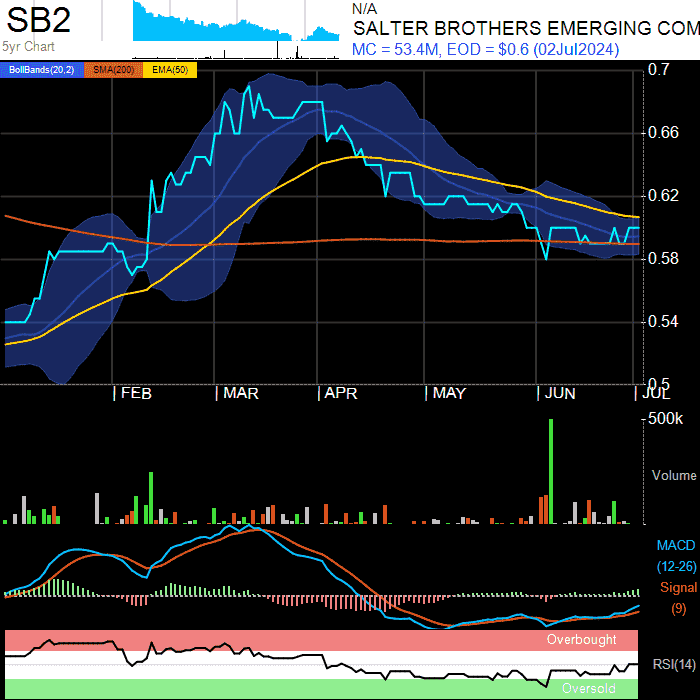 SB2
5yr Chart
N/A
SALTER BROTHERS EMERGING COM
MC = 53.4M, EOD = $0.6 (02Jul2024)
BollBands(20,2) SMA(200) EMA(50)
0.7
0.66
0.62
0.58
0.54
0.5
FEB MAR APR MAY JUN JUL
500k
Volume
MACD
(12-26)
Signal
(9)
Overbought
RSI(14)
Oversold